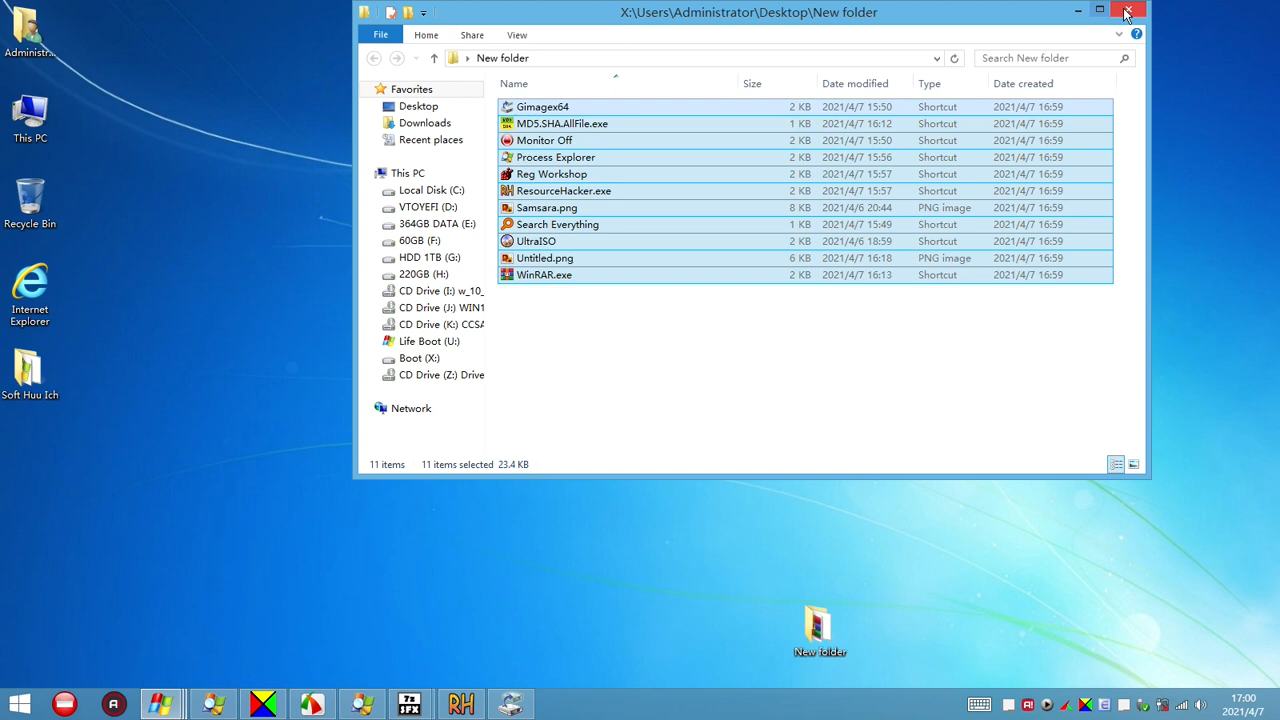 X:\Users\Administrator\Desktop\New folder
File Home Share View
New folder
Search New folder
Name Size Date modified Type Date created
Gimagex64 2 KB 2021/4/7 15:50 Shortcut 2021/4/7 16:59
MD5.SHA.AllFile.exe 1 KB 2021/4/7 16:12 Shortcut 2021/4/7 16:59
Monitor Off 2 KB 2021/4/7 15:50 Shortcut 2021/4/7 16:59
Process Explorer 2 KB 2021/4/7 15:56 Shortcut 2021/4/7 16:59
Reg Workshop 2 KB 2021/4/7 15:57 Shortcut 2021/4/7 16:59
ResourceHacker.exe 2 KB 2021/4/7 15:57 Shortcut 2021/4/7 16:59
Samsara.png 8 KB 2021/4/6 20:44 PNG image 2021/4/7 16:59
Search Everything 1 KB 2021/4/7 15:49 Shortcut 2021/4/7 16:59
UltraISO 2 KB 2021/4/6 18:59 Shortcut 2021/4/7 16:59
Untitled.png 6 KB 2021/4/7 16:18 PNG image 2021/4/7 16:59
WinRAR.exe 2 KB 2021/4/7 16:13 Shortcut 2021/4/7 16:59
Favorites
Desktop
Downloads
Recent places
This PC
Local Disk (C:)
VTOYEFI (D:)
364GB DATA (E:)
60GB (F:)
HDD 1TB (G:)
220GB (H:)
CD Drive (I:) w_10_
CD Drive (J:) WIN1
CD Drive (K:) CCSA
Life Boot (U:)
Boot (X:)
CD Drive (Z:) Drive
Network
11 items 11 items selected 23.4 KB
Administr...
This PC
Recycle Bin
Internet
Explorer
Soft Huu Ich
New folder
7z
SFX
RH
17:00
2021/4/7